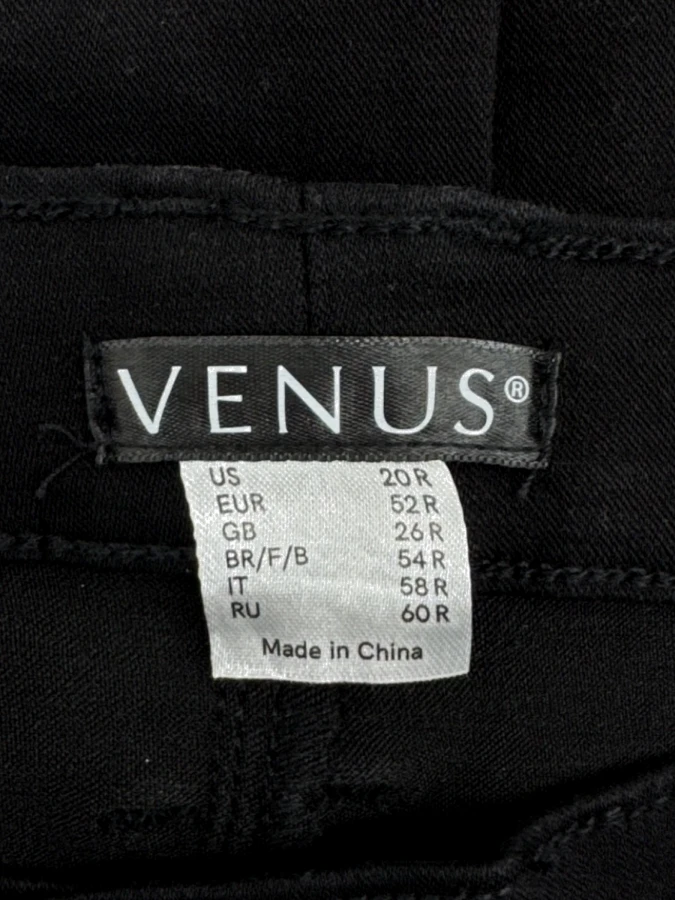 VENUS®
US 20 R
EUR 52 R
GB 26 R
BR/F/B 54 R
IT 58 R
RU 60 R
Made in China